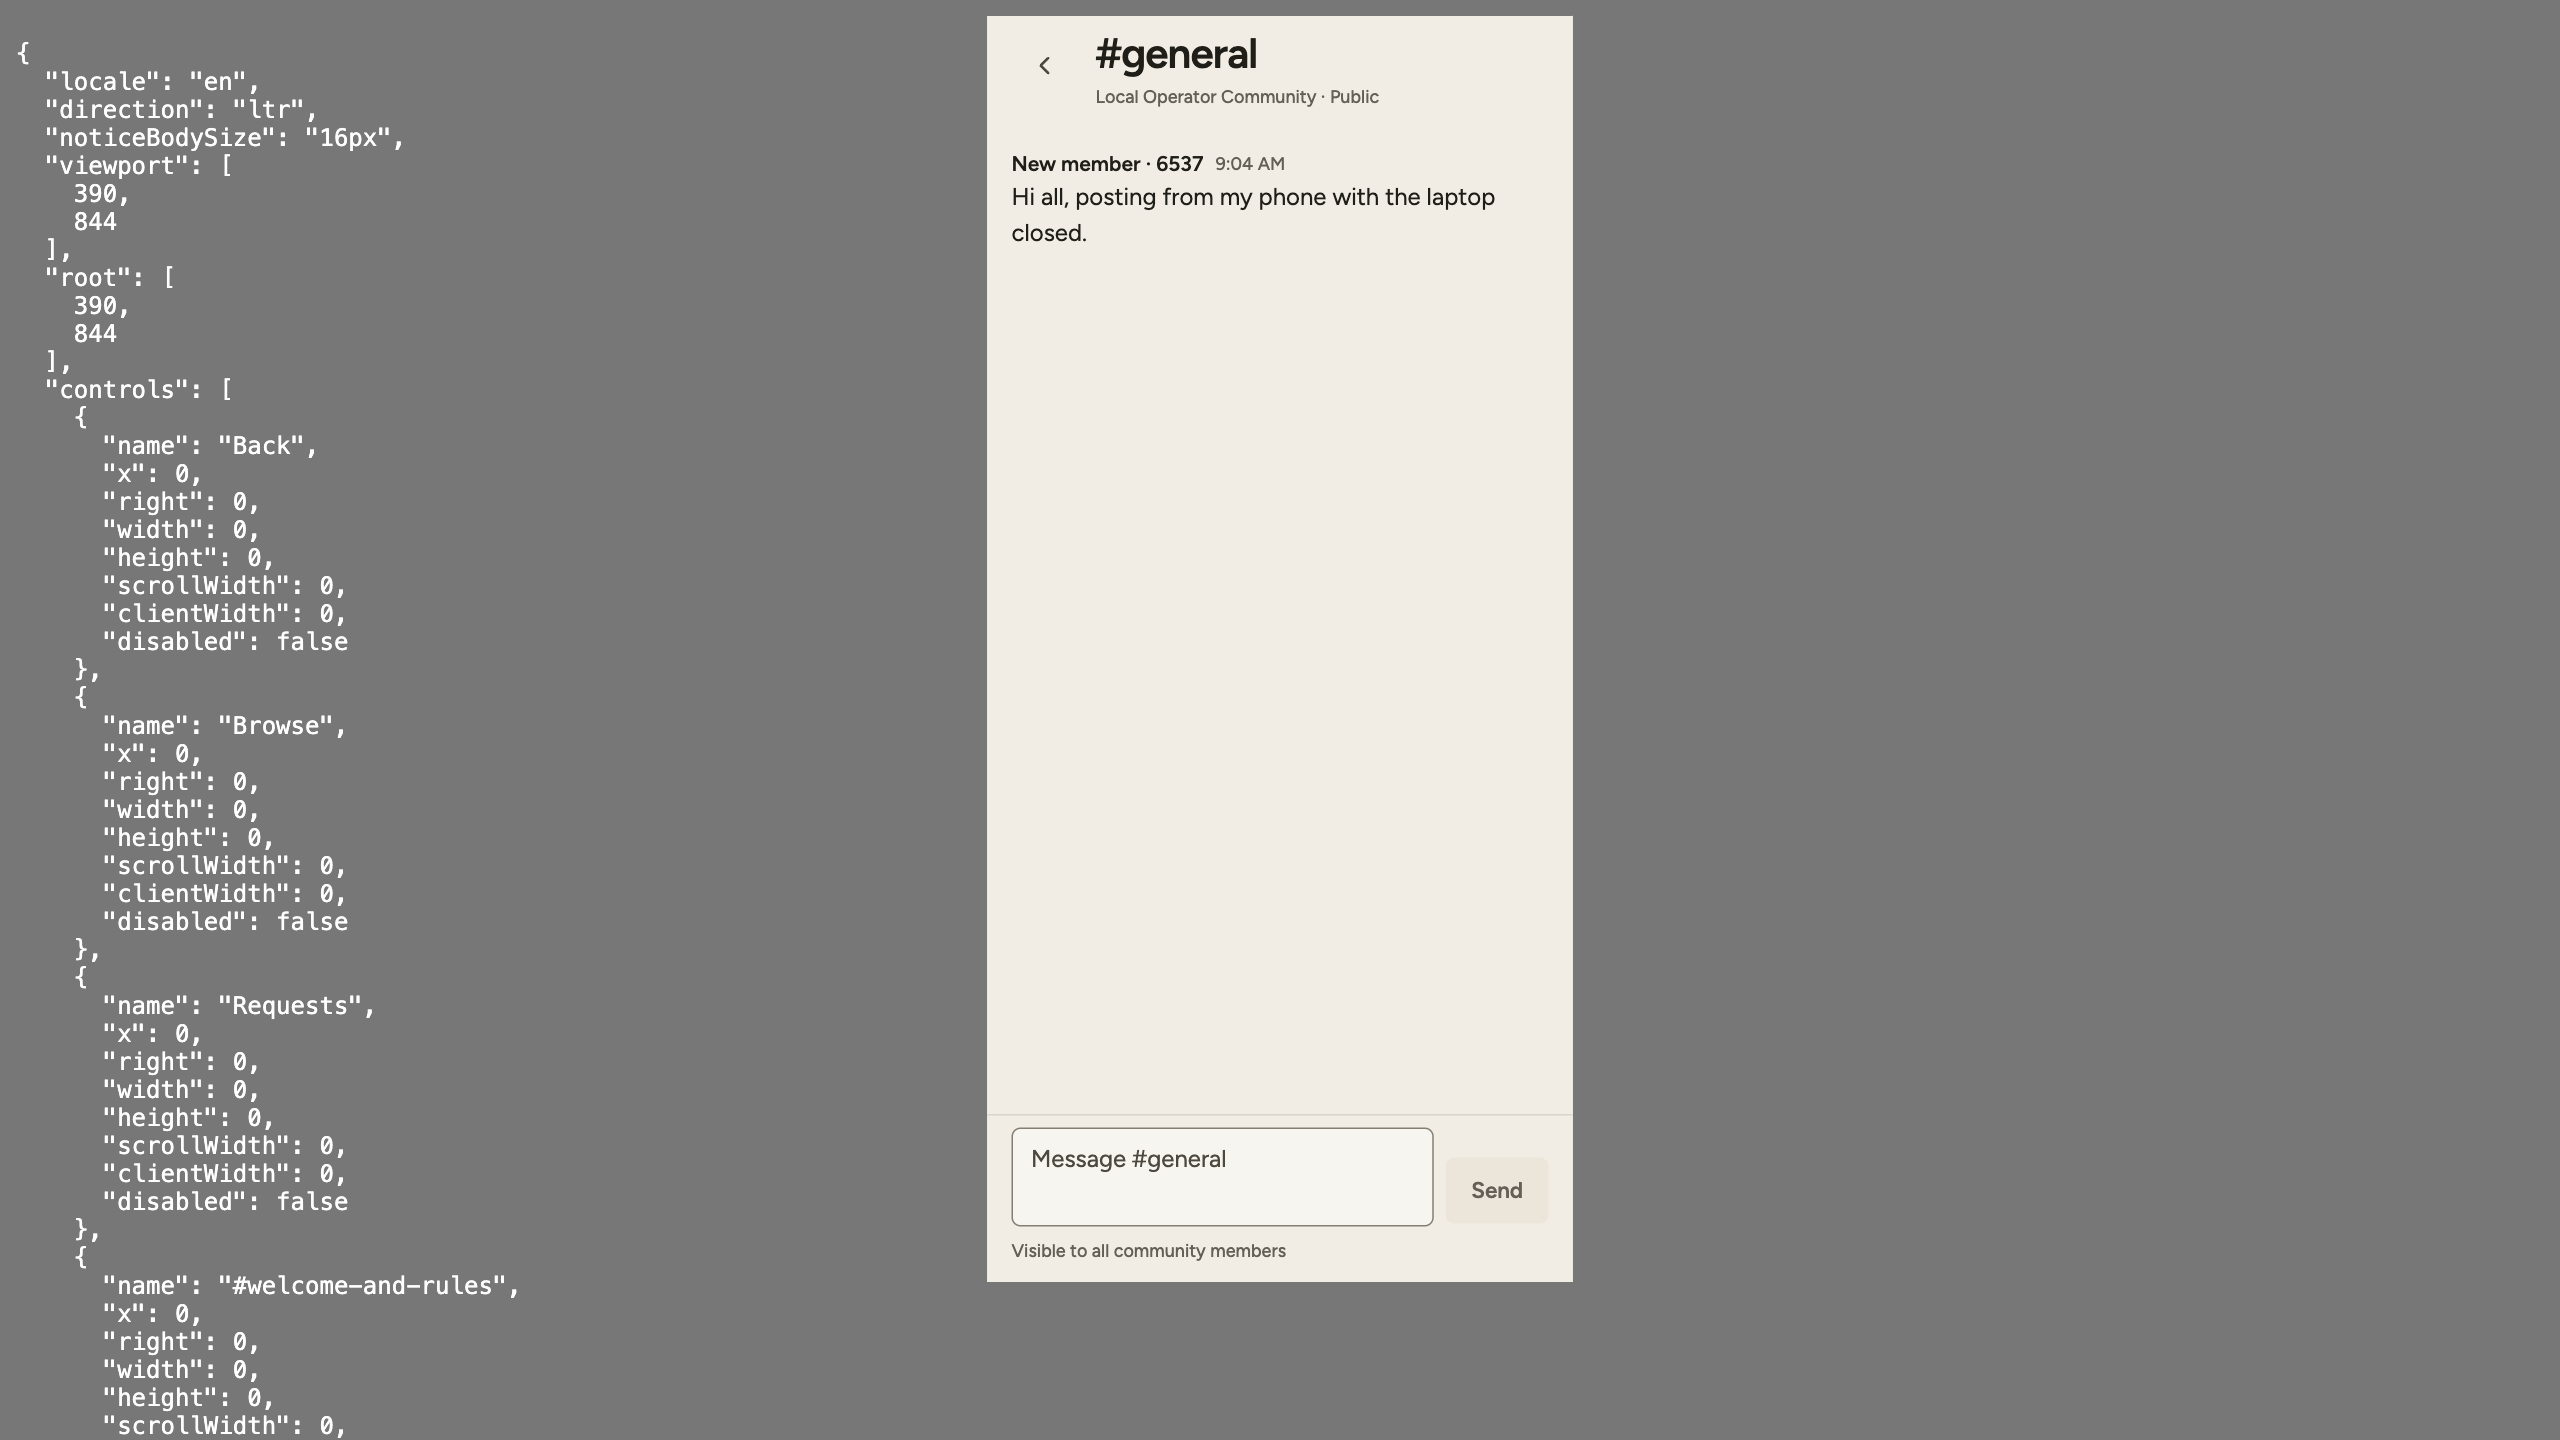 {
"locale": "en",
"direction": "ltr",
"noticeBodySize": "16px",
"viewport": [
390,
844
],
"root": [
390,
844
],
"controls": [
{
"name": "Back",
"x": 0,
"right": 0,
"width": 0,
"height": 0,
"scrollWidth": 0,
"clientWidth": 0,
"disabled": false
},
{
"name": "Browse",
"x": 0,
"right": 0,
"width": 0,
"height": 0,
"scrollWidth": 0,
"clientWidth": 0,
"disabled": false
},
{
"name": "Requests",
"x": 0,
"right": 0,
"width": 0,
"height": 0,
"scrollWidth": 0,
"clientWidth": 0,
"disabled": false
},
{
"name": "#welcome-and-rules",
"x": 0,
"right": 0,
"width": 0,
"height": 0,
"scrollWidth": 0,
#general
Local Operator Community · Public
New member · 6537 9:04 AM
Hi all, posting from my phone with the laptop
closed.
Message #general
Send
Visible to all community members